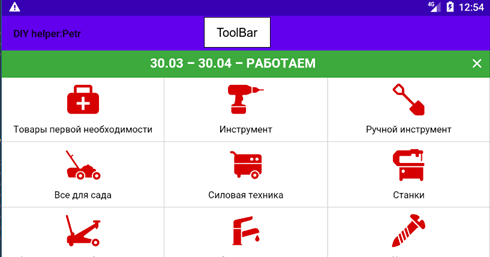 4G 12:54
DIY helper:Petr
ToolBar
30.03 – 30.04 – РАБОТАЕМ ×
Товары первой необходимости
Инструмент
Ручной инструмент
Все для сада
Силовая техника
Станки